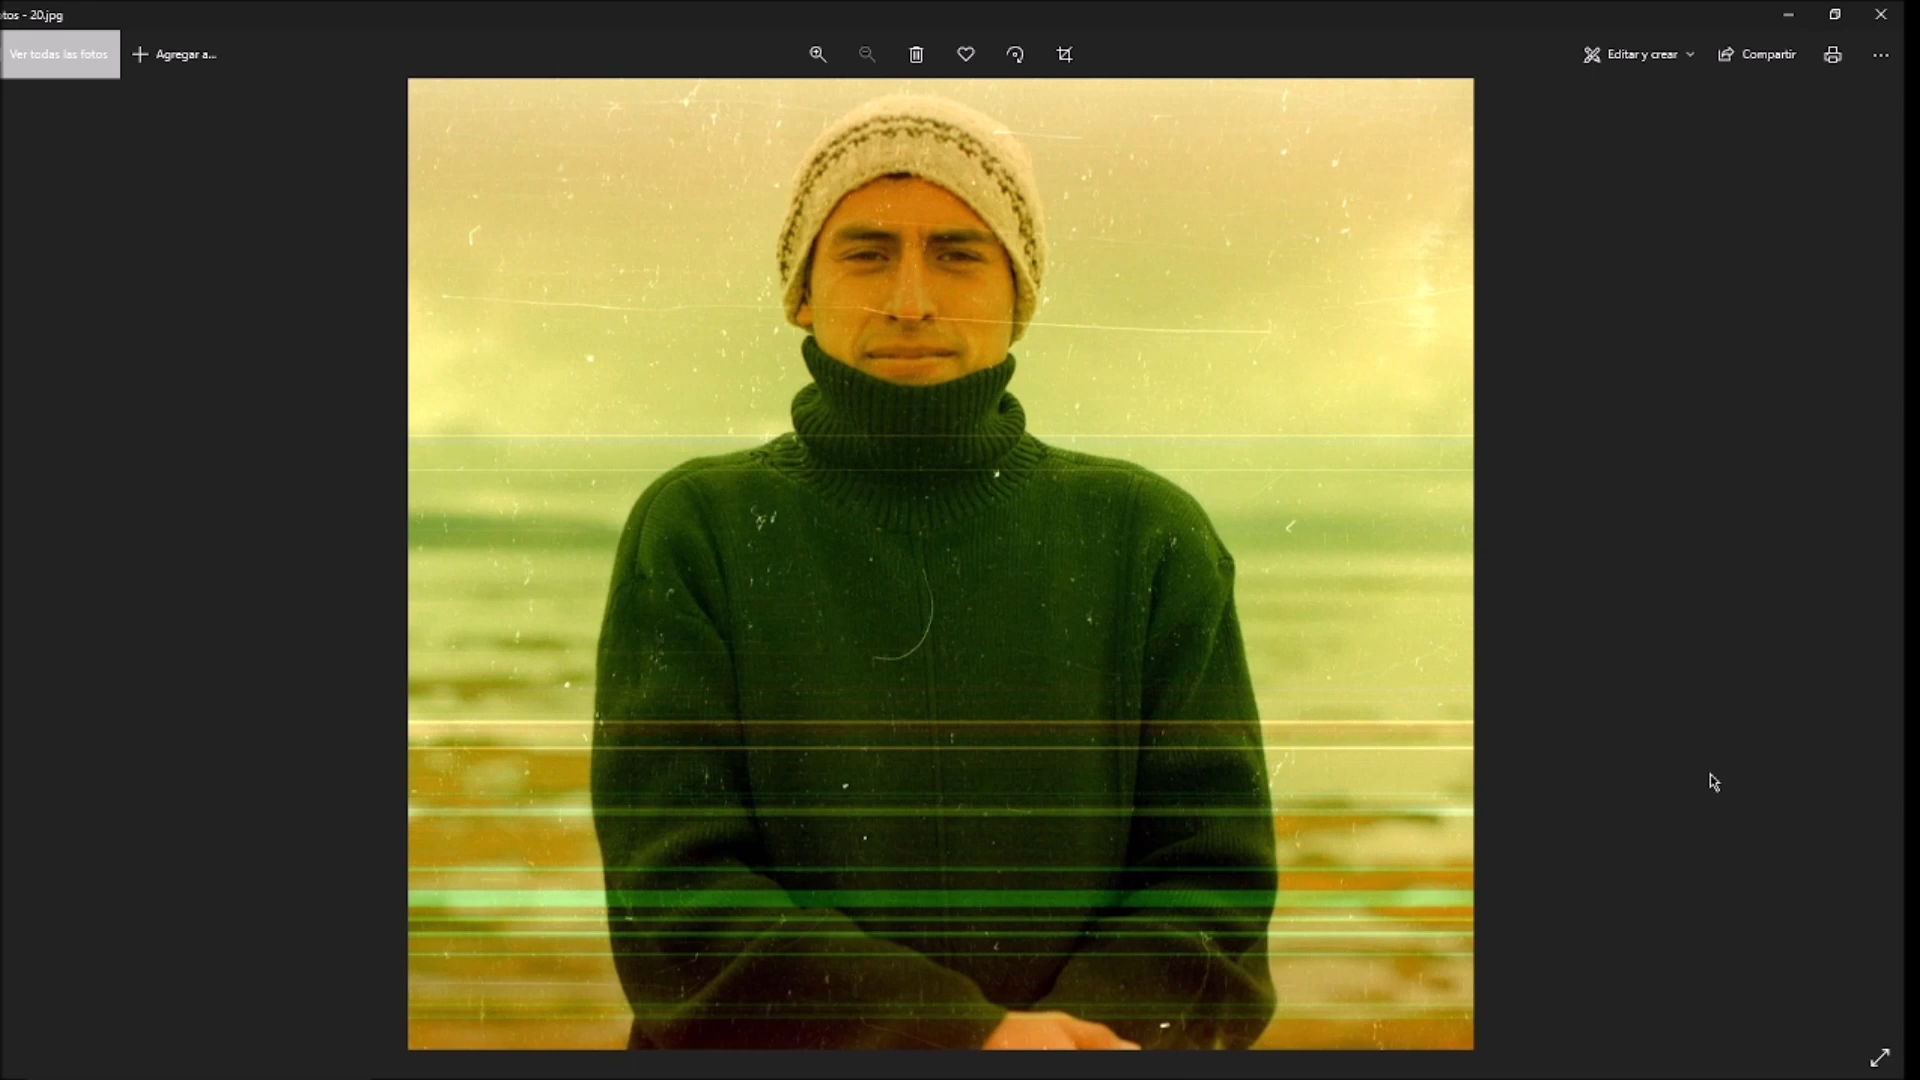 tos - 20.jpg
Ver todas las fotos
Agregar a...
Editar y crear
Compartir